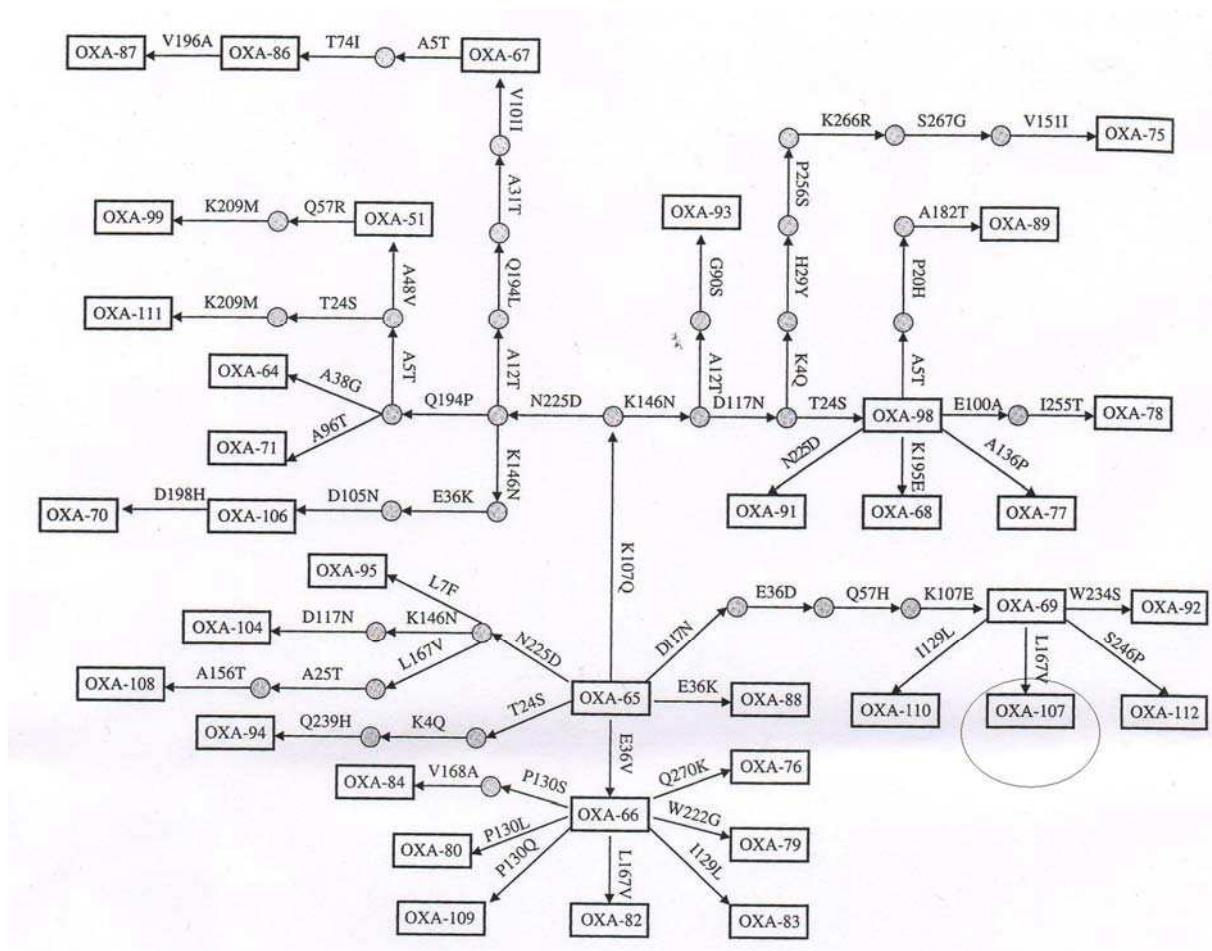 OXA-87 V196A OXA-86 T74I A5T OXA-67
V101I
K266R S267G V151I OXA-75
P256S
A31T
OXA-99 K209M Q57R OXA-51
OXA-93
A182T OXA-89
A48V
Q194L
G90S
H29Y
P20H
OXA-111 K209M T24S
A5T
A12T
A12T
K4Q
A5T
OXA-64 A38G
Q194P N225D K146N D117N T24S OXA-98 E100A I255T OXA-78
OXA-71 A96T
K146N
N225D K195E A136P
OXA-70 D198H OXA-106 D105N E36K
OXA-91 OXA-68 OXA-77
K107Q
OXA-95 L7F
E36D Q57H K107E OXA-69 W234S OXA-92
OXA-104 D117N K146N
N225D
D117N
I129L L167V S246P
L167V
OXA-108 A156T A25T
OXA-65 E36K OXA-88
OXA-110 OXA-107 OXA-112
T24S
OXA-94 Q239H K4Q
E36V
OXA-84 V168A P130S
Q270K OXA-76
OXA-66
OXA-80 P130L
W222G OXA-79
P130Q L167V I129L
OXA-109 OXA-82 OXA-83